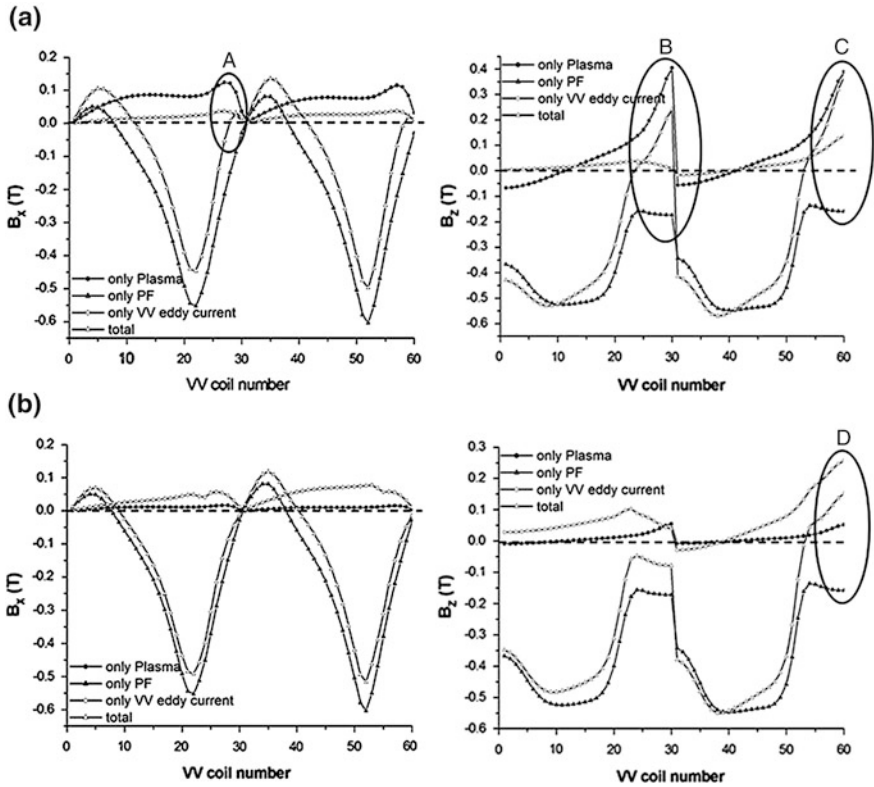 (a)
A
0.4
0.3
0.2
0.1
0.0
-0.1
-0.2
-0.3
-0.4
-0.5
-0.6
Bx (T)
only Plasma
only PF
only VV eddy current
total
0 10 20 30 40 50 60
VV coil number
B
C
0.4
0.3
0.2
0.1
0.0
-0.1
-0.2
-0.3
-0.4
-0.5
-0.6
Bz (T)
only Plasma
only PF
only VV eddy current
total
0 10 20 30 40 50 60
VV coil number
(b)
0.2
0.1
0.0
-0.1
-0.2
-0.3
-0.4
-0.5
-0.6
Bx (T)
only Plasma
only PF
only VV eddy current
total
0 10 20 30 40 50 60
VV coil number
D
0.3
0.2
0.1
0.0
-0.1
-0.2
-0.3
-0.4
-0.5
-0.6
Bz (T)
only Plasma
only PF
only VV eddy current
total
0 10 20 30 40 50 60
VV coil number